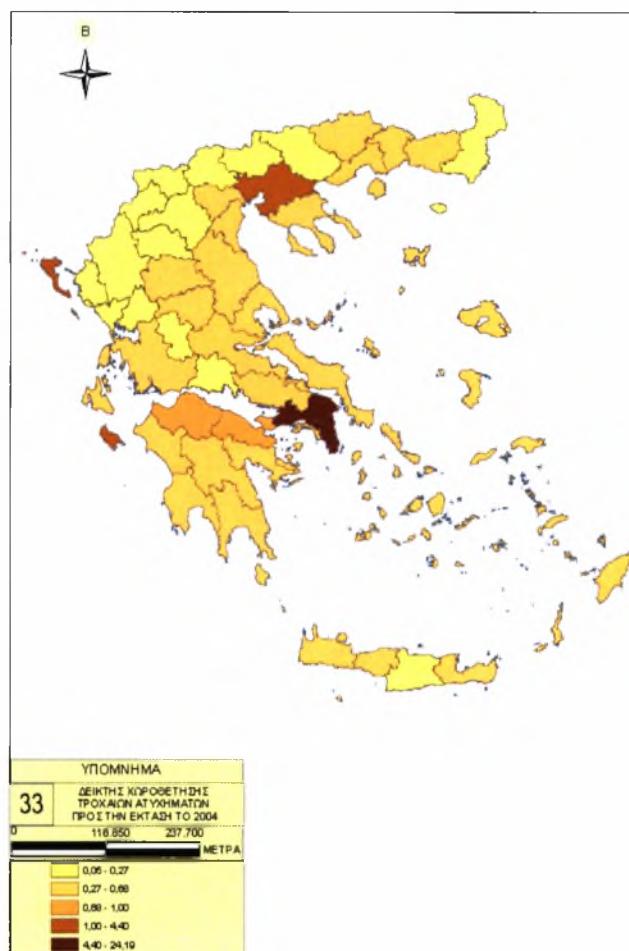 Β
ΥΠΟΜΝΗΜΑ
33
ΔΕΙΚΤΗΣ ΧΩΡΟΘΕΤΗΣΗΣ
ΤΡΟΧΑΙΩΝ ΑΤΥΧΗΜΑΤΩΝ
ΠΡΟΣ ΤΗΝ ΕΚΤΑΣΗ ΤΟ 2004
0 118.850 237.700
ΜΕΤΡΑ
0,05 - 0,27
0,27 - 0,68
0,68 - 1,00
1,00 - 4,40
4,40 - 24,19